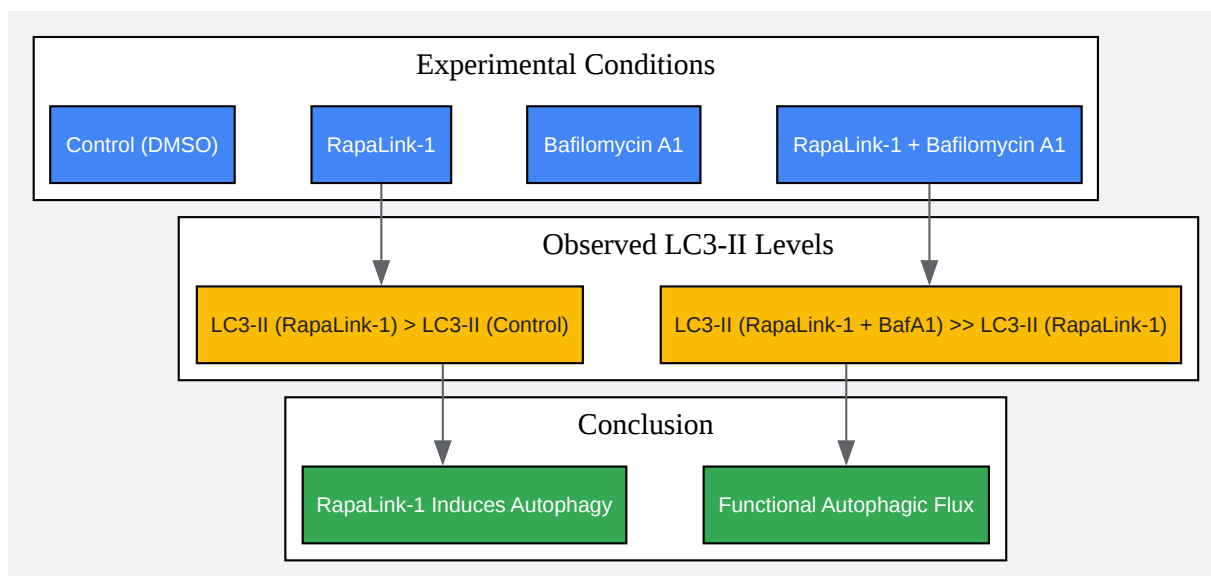 Experimental Conditions
Control (DMSO)
RapaLink-1
Bafilomycin A1
RapaLink-1 + Bafilomycin A1
Observed LC3-II Levels
LC3-II (RapaLink-1) > LC3-II (Control)
LC3-II (RapaLink-1 + BafA1) >> LC3-II (RapaLink-1)
Conclusion
RapaLink-1 Induces Autophagy
Functional Autophagic Flux